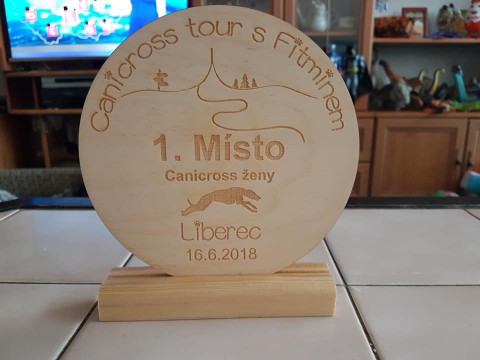 Canicross tour s Fitmínem
1. Místo
Canicross ženy
Liberec
16.6.2018